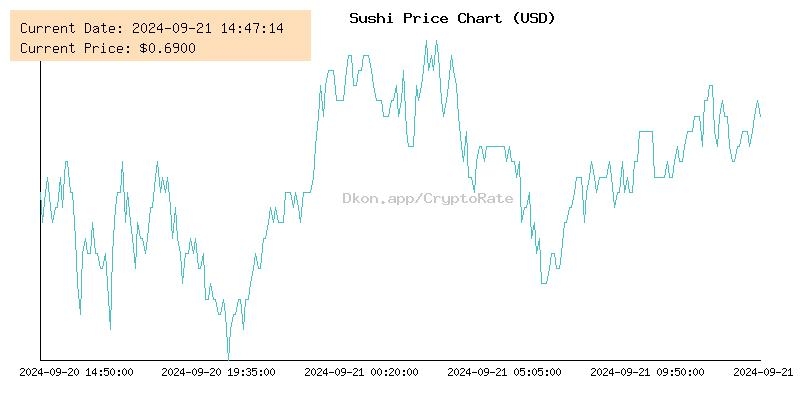 Sushi Price Chart (USD)
Current Date: 2024-09-21 14:47:14
Current Price: $0.6900
Dkon.app/CryptoRate
2024-09-20 14:50:00
2024-09-20 19:35:00
2024-09-21 00:20:00
2024-09-21 05:05:00
2024-09-21 09:50:00
2024-09-21